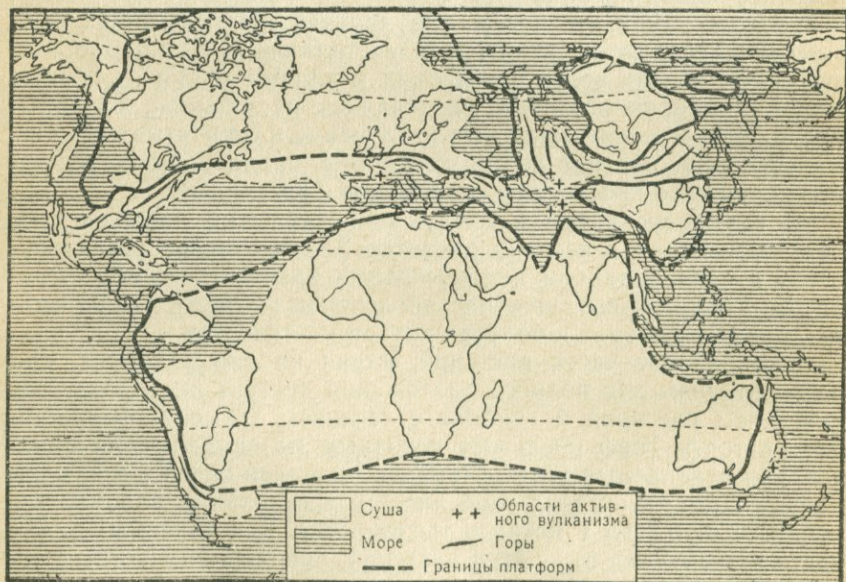 Суша
Море
+ + Области актив-
ного вулканизма
Горы
Границы платформ